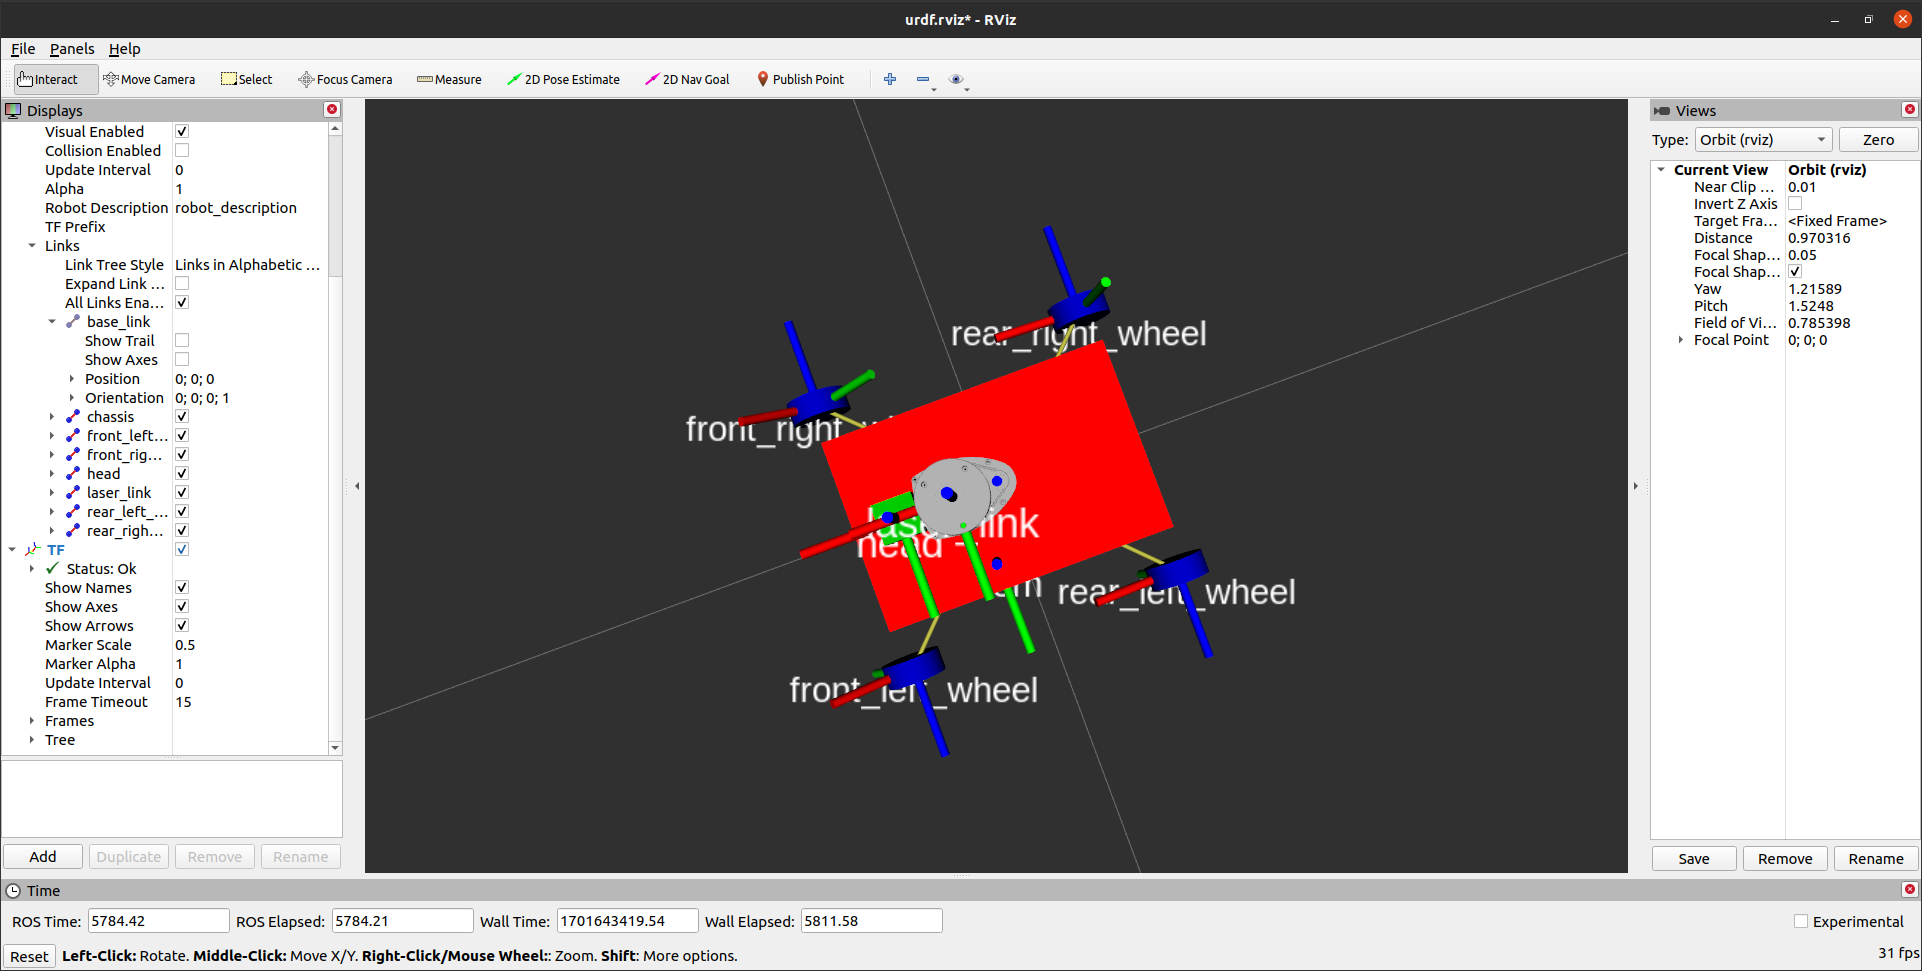 urdf.rviz* - RViz
File Panels Help
Interact Move Camera Select Focus Camera Measure 2D Pose Estimate 2D Nav Goal Publish Point
Displays
Visual Enabled
Collision Enabled
Update Interval 0
Alpha 1
Robot Description robot_description
TF Prefix
Links
Link Tree Style Links in Alphabetic ...
Expand Link ...
All Links Ena...
base_link
Show Trail
Show Axes
Position 0; 0; 0
Orientation 0; 0; 0; 1
chassis
front_left...
front_rig...
head
laser_link
rear_left_...
rear_righ...
TF
Status: Ok
Show Names
Show Axes
Show Arrows
Marker Scale 0.5
Marker Alpha 1
Update Interval 0
Frame Timeout 15
Frames
Tree
Add Duplicate Remove Rename
rear_right_wheel
front_right_
laser_link
head
rear_left_wheel
front_left_wheel
Views
Type: Orbit (rviz) Zero
Current View Orbit (rviz)
Near Clip ... 0.01
Invert Z Axis
Target Fra... <Fixed Frame>
Distance 0.970316
Focal Shap... 0.05
Focal Shap...
Yaw 1.21589
Pitch 1.5248
Field of Vi... 0.785398
Focal Point 0; 0; 0
Save Remove Rename
Time
ROS Time: 5784.42 ROS Elapsed: 5784.21 Wall Time: 1701643419.54 Wall Elapsed: 5811.58 Experimental
Reset Left-Click: Rotate. Middle-Click: Move X/Y. Right-Click/Mouse Wheel:: Zoom. Shift: More options. 31 fps